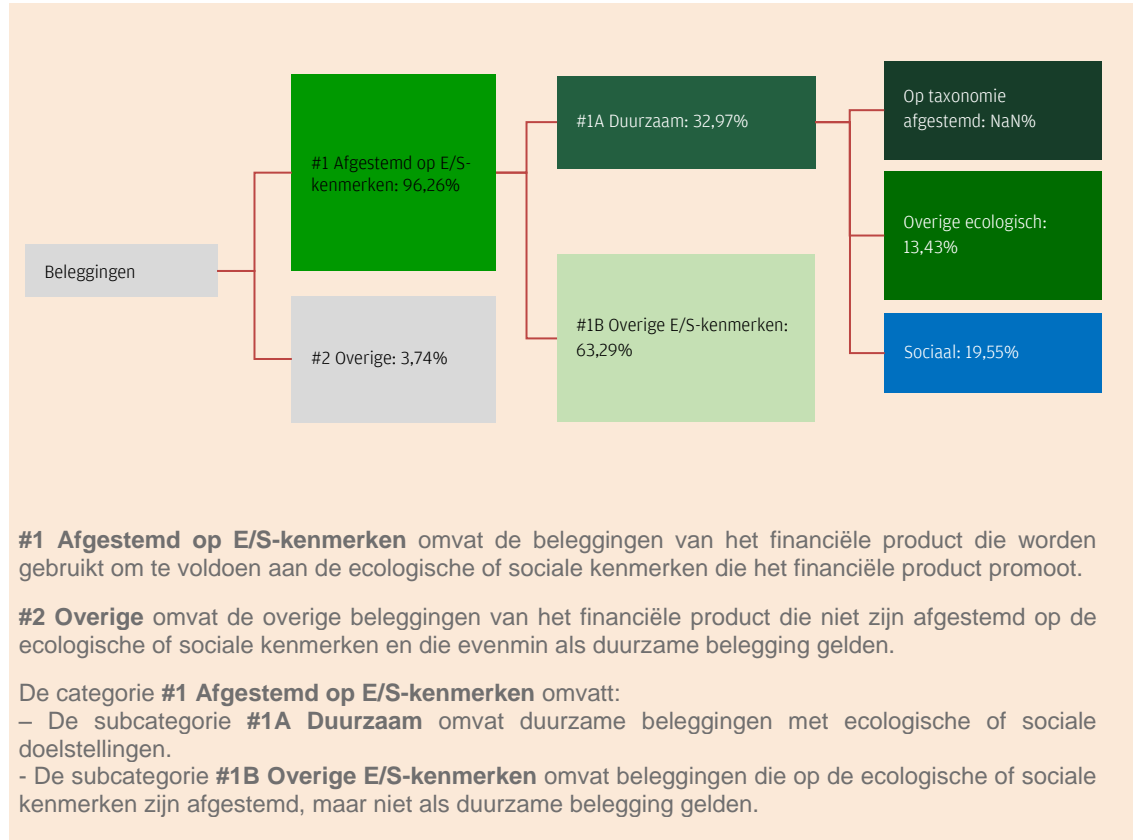 Beleggingen
#1 Afgestemd op E/S-
kenmerken: 96,26%
#2 Overige: 3,74%
#1A Duurzaam: 32,97%
#1B Overige E/S-kenmerken:
63,29%
Op taxonomie
afgestemd: NaN%
Overige ecologisch:
13,43%
Sociaal: 19,55%
#1 Afgestemd op E/S-kenmerken omvat de beleggingen van het financiële product die worden
gebruikt om te voldoen aan de ecologische of sociale kenmerken die het financiële product promoot.
#2 Overige omvat de overige beleggingen van het financiële product die niet zijn afgestemd op de
ecologische of sociale kenmerken en die evenmin als duurzame belegging gelden.
De categorie #1 Afgestemd op E/S-kenmerken omvatt:
– De subcategorie #1A Duurzaam omvat duurzame beleggingen met ecologische of sociale
doelstellingen.
- De subcategorie #1B Overige E/S-kenmerken omvat beleggingen die op de ecologische of sociale
kenmerken zijn afgestemd, maar niet als duurzame belegging gelden.